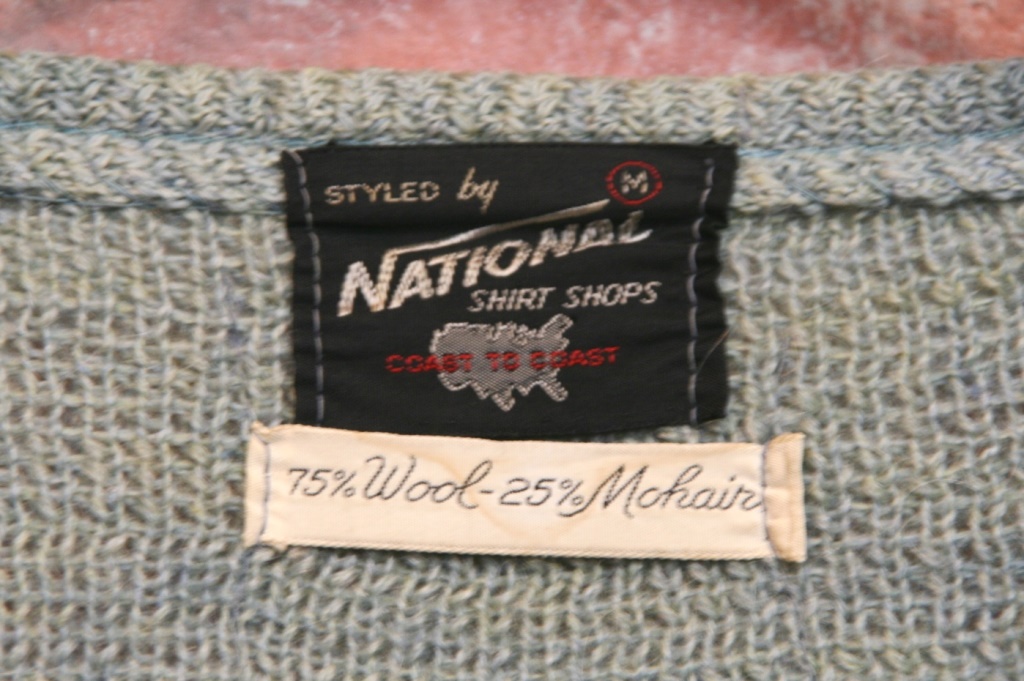 STYLED by M
NATIONAL
SHIRT SHOPS
COAST TO COAST
75% Wool - 25% Mohair